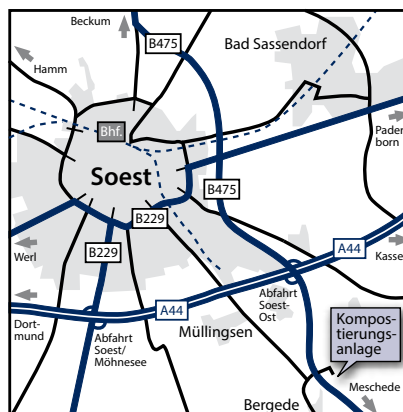 Beckum
B475
Bad Sassendorf
Hamm
Bhf.
Pader
born
Soest
B475
B229
B229
A44
Werl
Kasse
Abfahrt
Soest-
Ost
A44
Kompos-
tierungs-
anlage
Dort-
mund
Müllingsen
Abfahrt
Soest/
Möhnesee
Meschede
Bergede